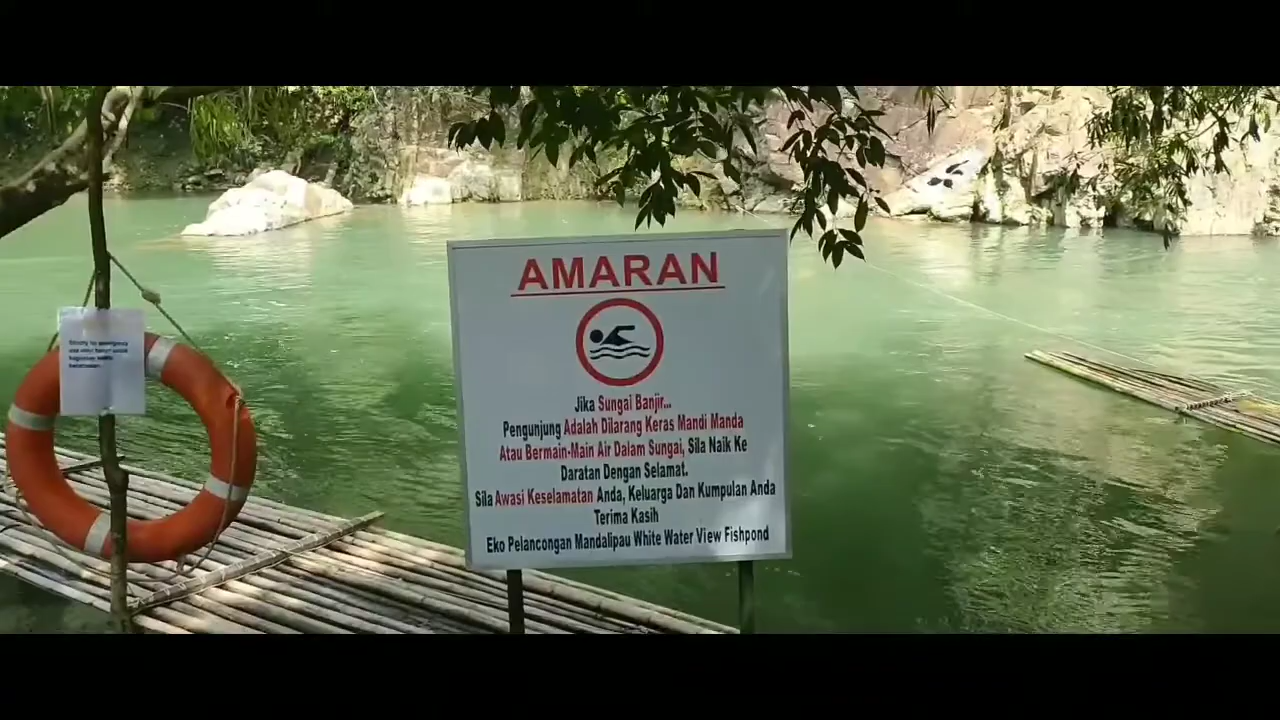 AMARAN
Jika Sungai Banjir...
Pengunjung Adalah Dilarang Keras Mandi Manda
Atau Bermain-Main Air Dalam Sungai, Sila Naik Ke
Daratan Dengan Selamat.
Sila Awasi Keselamatan Anda, Keluarga Dan Kumpulan Anda
Terima Kasih
Eko Pelancongan Mandalipau White Water View Fishpond